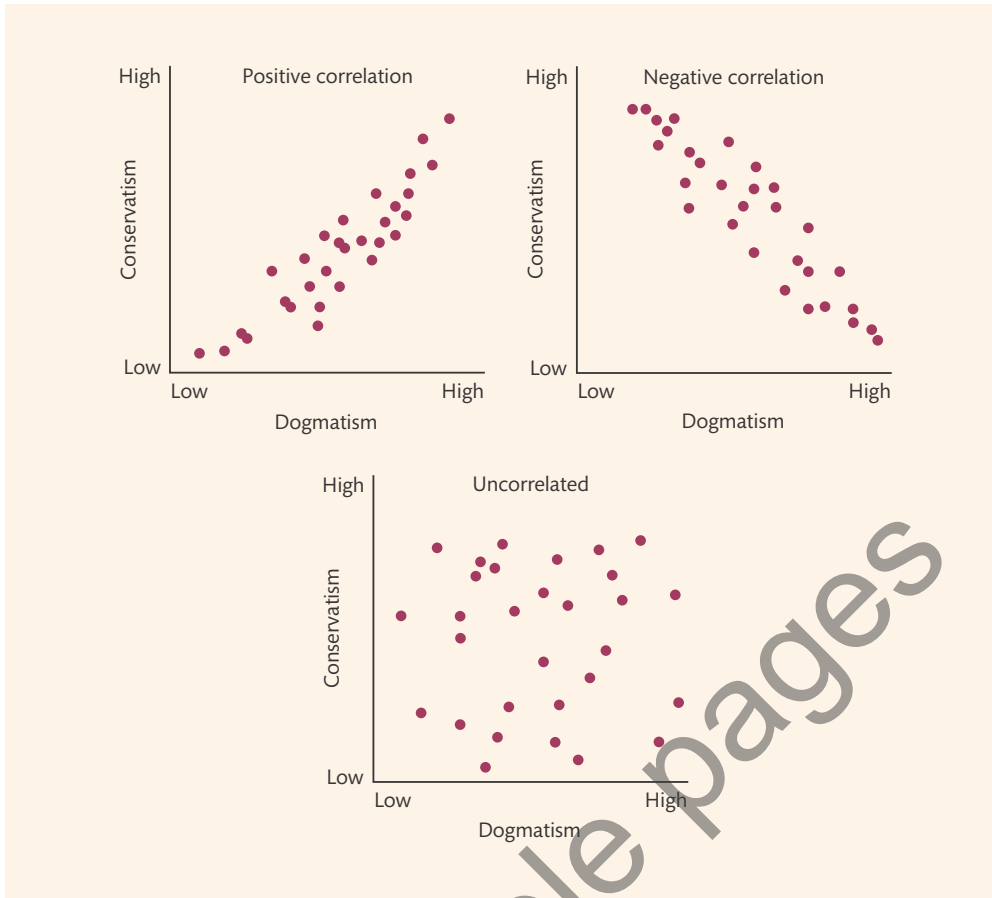 High
Positive correlation
Conservatism
Low
Low
High
Dogmatism
High
Negative correlation
Conservatism
Low
Low
High
Dogmatism
High
Uncorrelated
Conservatism
Low
Low
High
Dogmatism
pages